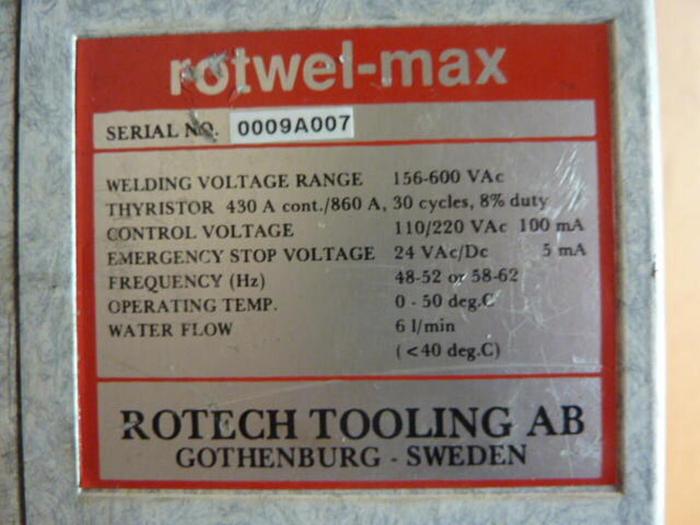 rotwel-max
SERIAL NO. 0009A007
WELDING VOLTAGE RANGE 156-600 VAc
THYRISTOR 430 A cont./860 A, 30 cycles, 8% duty
CONTROL VOLTAGE 110/220 VAc 100 mA
EMERGENCY STOP VOLTAGE 24 VAc/Dc 5 mA
FREQUENCY (Hz) 48-52 or 58-62
OPERATING TEMP. 0 - 50 deg.C
WATER FLOW 6 l/min
(<40 deg.C)
ROTECH TOOLING AB
GOTHENBURG - SWEDEN